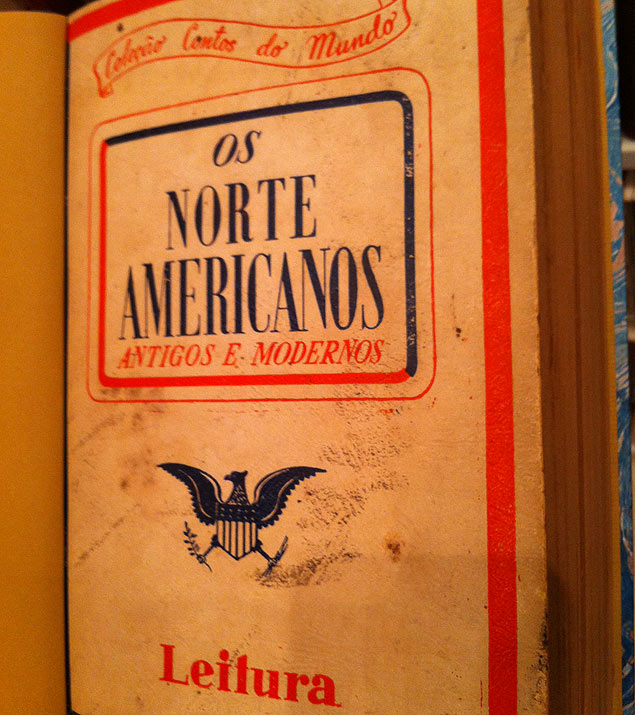 Coleção Contos do Mundo
OS
NORTE
AMERICANOS
ANTIGOS E MODERNOS
Leitura